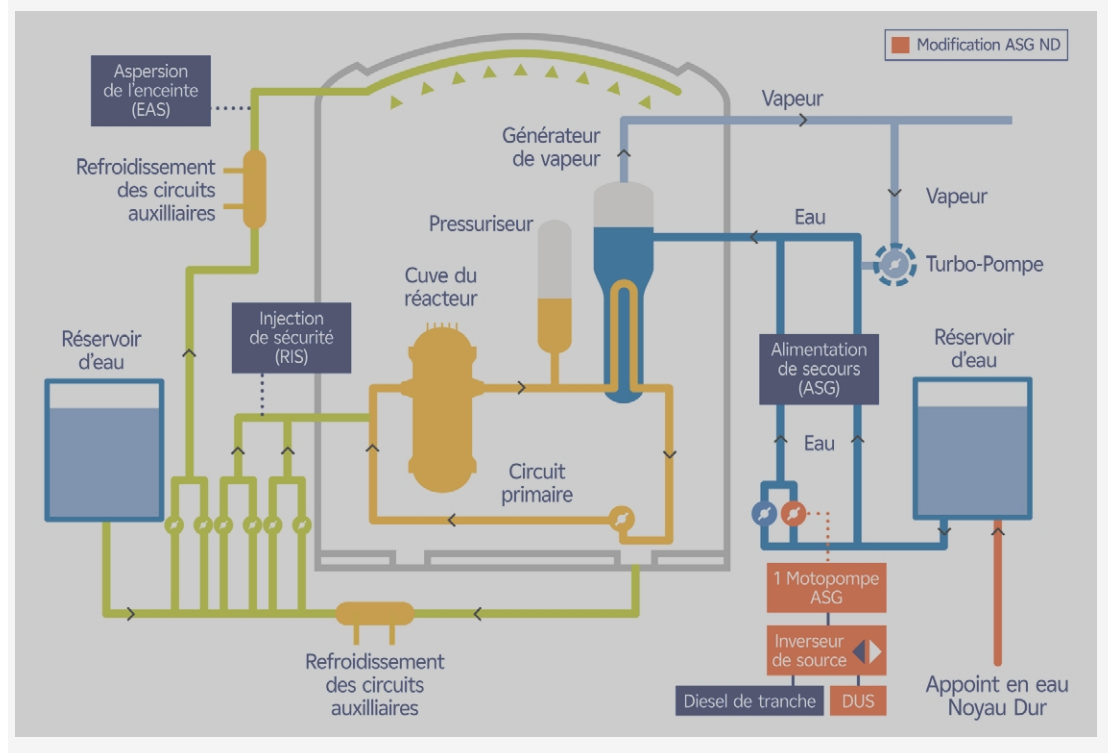 Modification ASG ND
Aspersion
de l'enceinte
(EAS)
Vapeur
Générateur
de vapeur
Refroidissement
des circuits
auxilliaires
Vapeur
Pressuriseur
Eau
Turbo-Pompe
Cuve du
réacteur
Injection
de sécurité
(RIS)
Réservoir
d'eau
Alimentation
de secours
(ASG)
Réservoir
d'eau
Eau
Circuit
primaire
1 Motopompe
ASG
Inverseur
de source
Refroidissement
des circuits
auxilliaires
Diesel de tranche
DUS
Appoint en eau
Noyau Dur